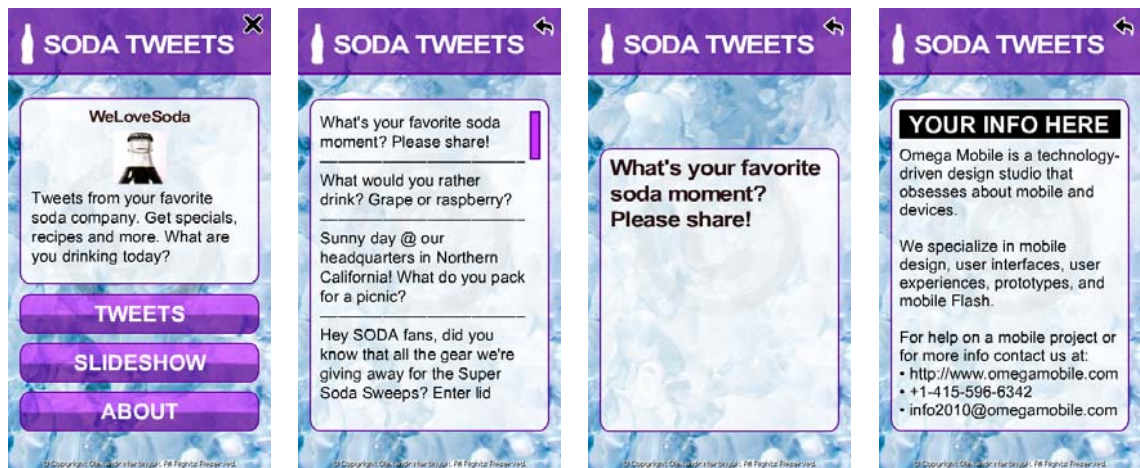 SODA TWEETS
WeLoveSoda
Tweets from your favorite
soda company. Get specials,
recipes and more. What are
you drinking today?
TWEETS
SLIDESHOW
ABOUT
SODA TWEETS
What's your favorite soda
moment? Please share!
What would you rather
drink? Grape or raspberry?
Sunny day @ our
headquarters in Northern
California! What do you pack
for a picnic?
Hey SODA fans, did you
know that all the gear we're
giving away for the Super
Soda Sweeps? Enter lid
SODA TWEETS
What's your favorite
soda moment?
Please share!
SODA TWEETS
YOUR INFO HERE
Omega Mobile is a technology-
driven design studio that
obsesses about mobile and
devices.
We specialize in mobile
design, user interfaces, user
experiences, prototypes, and
mobile Flash.
For help on a mobile project or
for more info contact us at:
• http://www.omegamobile.com
• +1-415-596-6342
• info2010@omegamobile.com